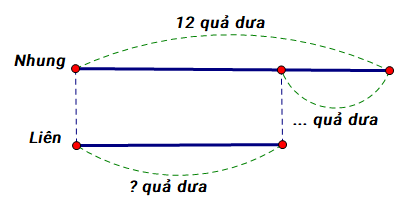 12 quả dưa
Nhung
... quả dưa
Liên
? quả dưa